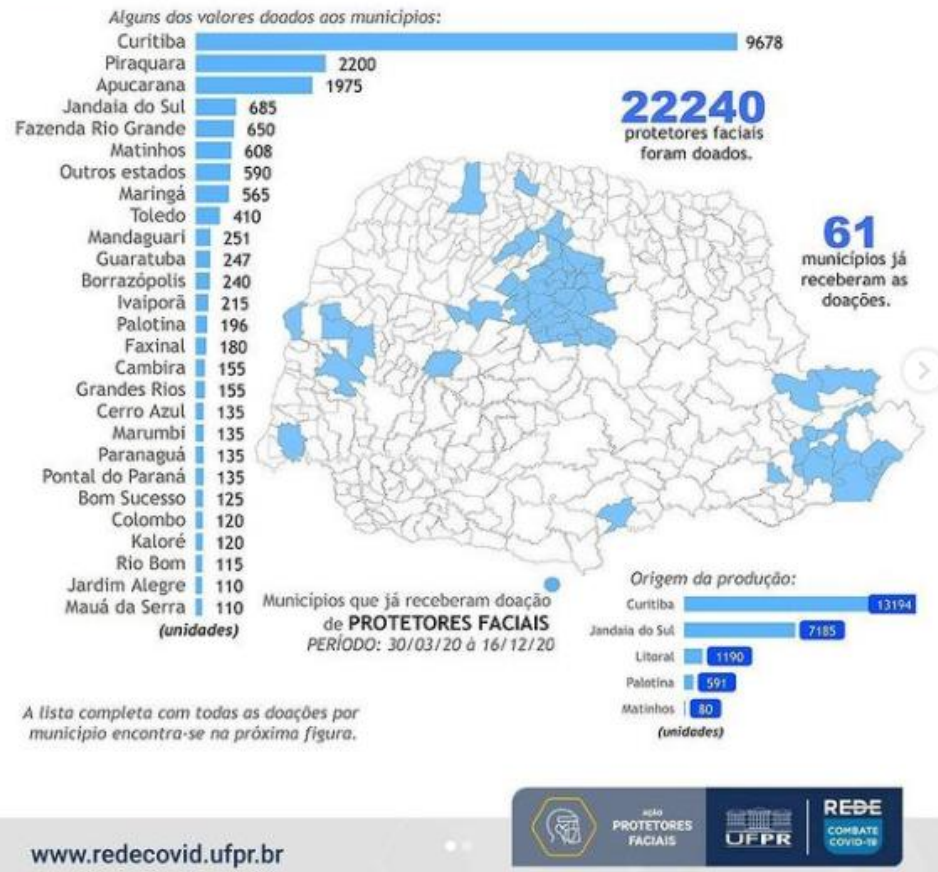 Alguns dos valores doados aos municípios:
Curitiba 9678
Piraquara 2200
Apucarana 1975
Jandaia do Sul 685
Fazenda Rio Grande 650
Matinhos 608
Outros estados 590
Maringá 565
Toledo 410
Mandaguari 251
Guaratuba 247
Borrazópolis 240
Ivaiporã 215
Palotina 196
Faxinal 180
Cambira 155
Grandes Rios 155
Cerro Azul 135
Marumbi 135
Paranaguá 135
Pontal do Paraná 135
Bom Sucesso 125
Colombo 120
Kaloré 120
Rio Bom 115
Jardim Alegre 110
Mauá da Serra 110
(unidades)
22240
protetores faciais
foram doados.
61
municípios já
receberam as
doações.
Municípios que já receberam doação
de PROTETORES FACIAIS
PERÍODO: 30/03/20 à 16/12/20
Origem da produção:
Curitiba 13194
Jandaia do Sul 7185
Litoral 1190
Palotina 591
Matinhos 80
(unidades)
A lista completa com todas as doações por
município encontra-se na próxima figura.
www.redecovid.ufpr.br
ação
PROTETORES
FACIAIS
UFPR
REDE
COMBATE
COVID-19